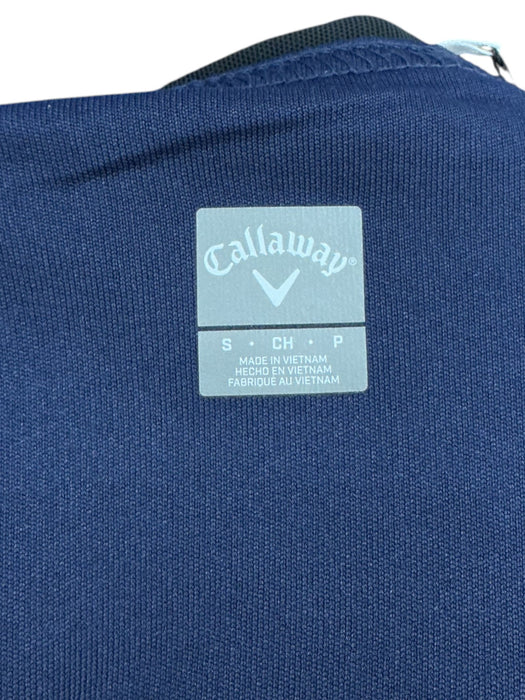 Callaway®
S · CH · P
MADE IN VIETNAM
HECHO EN VIETNAM
FABRIQUÉ AU VIETNAM